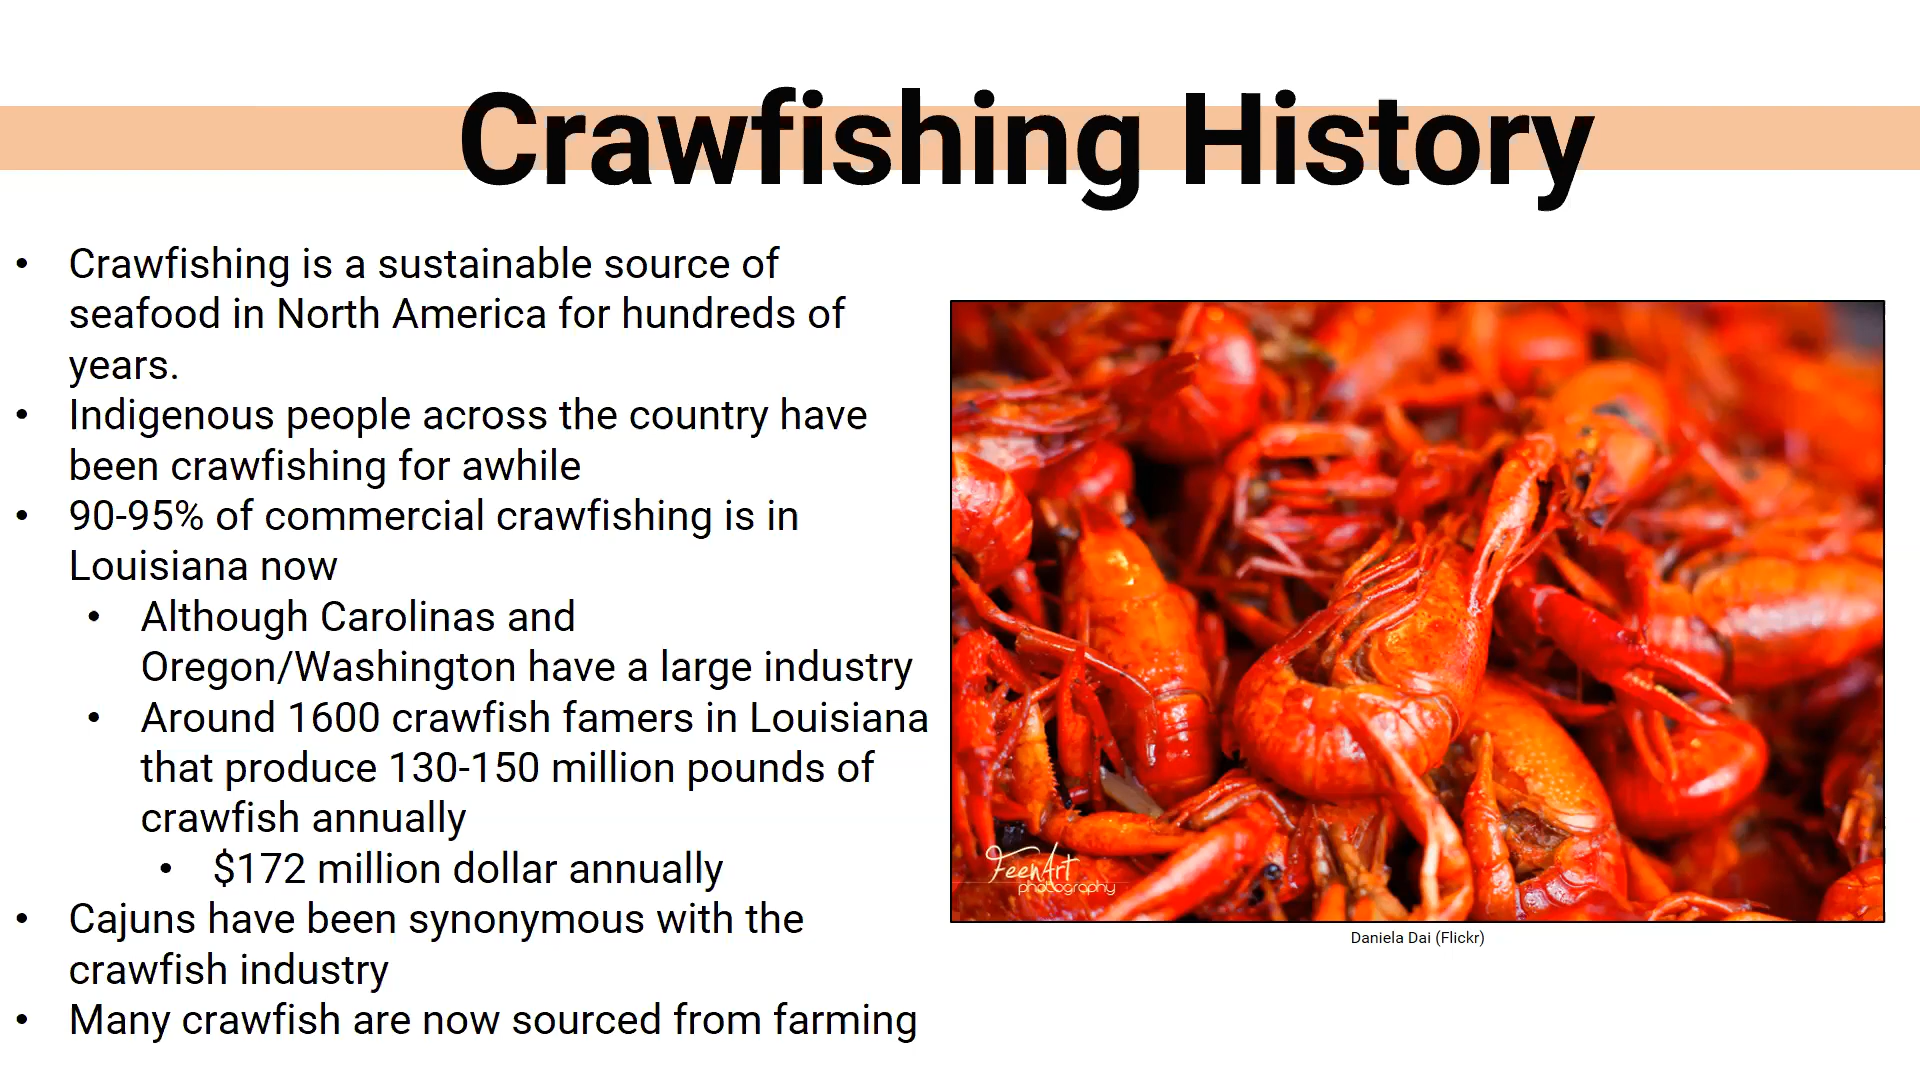 Crawfishing History
• Crawfishing is a sustainable source of
seafood in North America for hundreds of
years.
• Indigenous people across the country have
been crawfishing for awhile
• 90-95% of commercial crawfishing is in
Louisiana now
• Although Carolinas and
Oregon/Washington have a large industry
• Around 1600 crawfish famers in Louisiana
that produce 130-150 million pounds of
crawfish annually
• $172 million dollar annually
• Cajuns have been synonymous with the
crawfish industry
• Many crawfish are now sourced from farming
FeenArt
photography
Daniela Dai (Flickr)